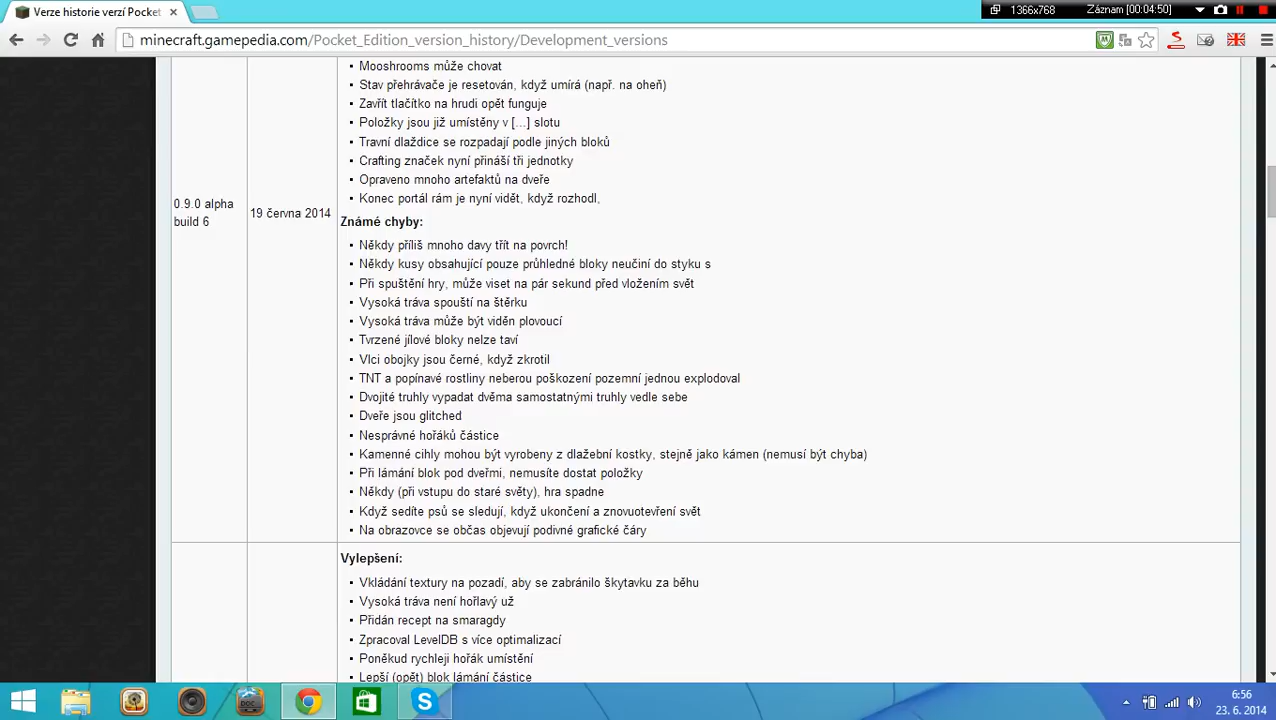 Verze historie verzí Pocket
1366x768
Záznam [00:04:50]
minecraft.gamepedia.com/Pocket_Edition_version_history/Development_versions
Mooshrooms může chovat
Stav přehrávače je resetován, když umírá (např. na oheň)
Zavřít tlačítko na hrudi opět funguje
Položky jsou již umístěny v [...] slotu
Travní dlaždice se rozpadají podle jiných bloků
Crafting značek nyní přináší tři jednotky
Opraveno mnoho artefaktů na dveře
Konec portál rám je nyní vidět, když rozhodl,
0.9.0 alpha
build 6
19 června 2014
Známé chyby:
Někdy příliš mnoho davy třít na povrch!
Někdy kusy obsahující pouze průhledné bloky neučiní do styku s
Při spuštění hry, může viset na pár sekund před vložením svět
Vysoká tráva spouští na štěrku
Vysoká tráva může být viděn plovoucí
Tvrzené jílové bloky nelze taví
Vlci obojky jsou černé, když zkrotil
TNT a popínavé rostliny neberou poškození pozemní jednou explodoval
Dvojité truhly vypadat dvěma samostatnými truhly vedle sebe
Dveře jsou glitched
Nesprávné hořáků částice
Kamenné cihly mohou být vyrobeny z dlažební kostky, stejně jako kámen (nemusí být chyba)
Při lámání blok pod dveřmi, nemusíte dostat položky
Někdy (při vstupu do staré světy), hra spadne
Když sedíte psů se sledují, když ukončení a znovuotevření svět
Na obrazovce se občas objevují podivné grafické čáry
Vylepšení:
Vkládání textury na pozadí, aby se zabránilo škytavku za běhu
Vysoká tráva není hořlavý už
Přidán recept na smaragdy
Zpracoval LevelDB s více optimalizací
Poněkud rychleji hořák umístění
Lepší (opět) blok lámání částice
DOC
6:56
23. 6. 2014